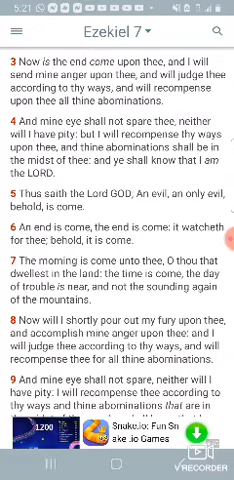 5:21
Ezekiel 7
3 Now is the end come upon thee, and I will
send mine anger upon thee, and will judge thee
according to thy ways, and will recompense
upon thee all thine abominations.
4 And mine eye shall not spare thee, neither
will I have pity: but I will recompense thy ways
upon thee, and thine abominations shall be in
the midst of thee: and ye shall know that I am
the LORD.
5 Thus saith the Lord GOD; An evil, an only evil,
behold, is come.
6 An end is come, the end is come: it watcheth
for thee; behold, it is come.
7 The morning is come unto thee, O thou that
dwellest in the land: the time is come, the day
of trouble is near, and not the sounding again
of the mountains.
8 Now will I shortly pour out my fury upon thee,
and accomplish mine anger upon thee: and I
will judge thee according to thy ways, and will
recompense thee for all thine abominations.
9 And mine eye shall not spare, neither will I
have pity: I will recompense thee according to
thy ways and thine abominations that are in
1200
Snake.io: Fun Sn
ake .io Games
RECORDER